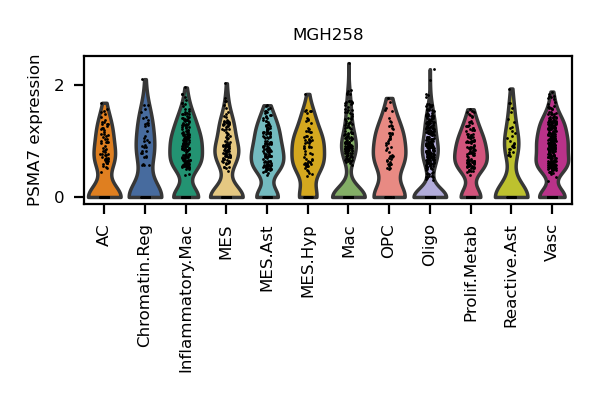 MGH258
PSMA7 expression
2
0
AC
Chromatin.Reg
Inflammatory.Mac
MES
MES.Ast
MES.Hyp
Mac
OPC
Oligo
Prolif.Metab
Reactive.Ast
Vasc